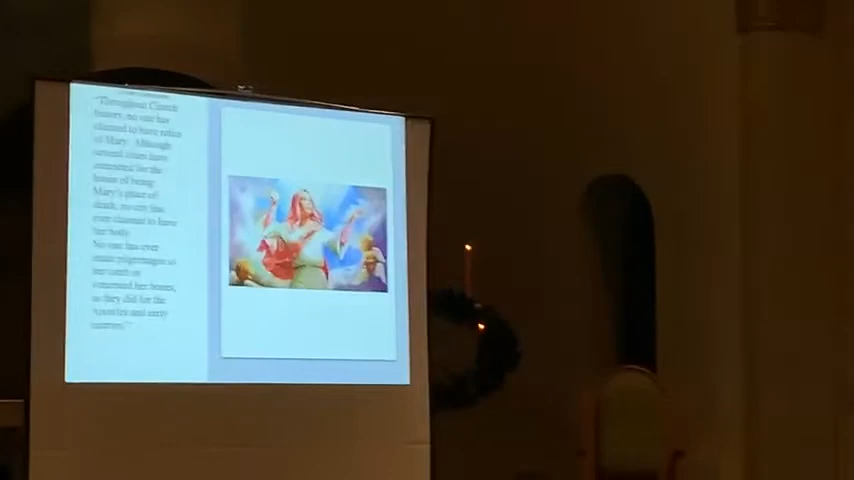 "Throughout Church
history, no one has
claimed to have relics
of Mary. Although
several cities have
competed for the
honor of being
Mary's place of
death, no city has
ever claimed to have
her body.
No one has ever
made pilgrimages to
her tomb or
venerated her bones,
as they did for the
Apostles and early
martyrs."